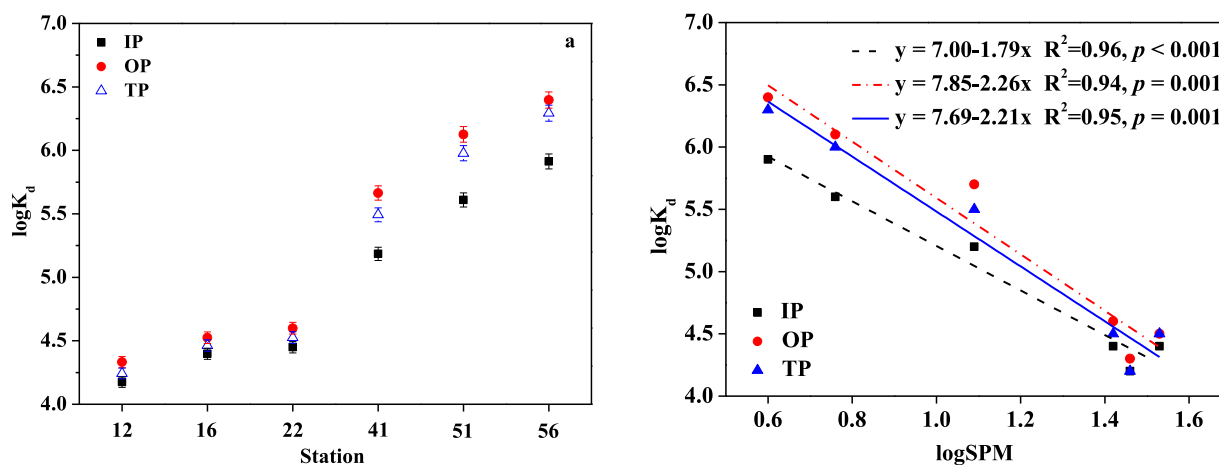 7.0
6.5
6.0
5.5
5.0
4.5
4.0
logK_d
12
16
22
41
51
56
Station
a
IP
OP
TP
7.0
6.5
6.0
5.5
5.0
4.5
4.0
logK_d
0.6
0.8
1.0
1.2
1.4
1.6
logSPM
y = 7.00-1.79x R²=0.96, p < 0.001
y = 7.85-2.26x R²=0.94, p = 0.001
y = 7.69-2.21x R²=0.95, p = 0.001
IP
OP
TP